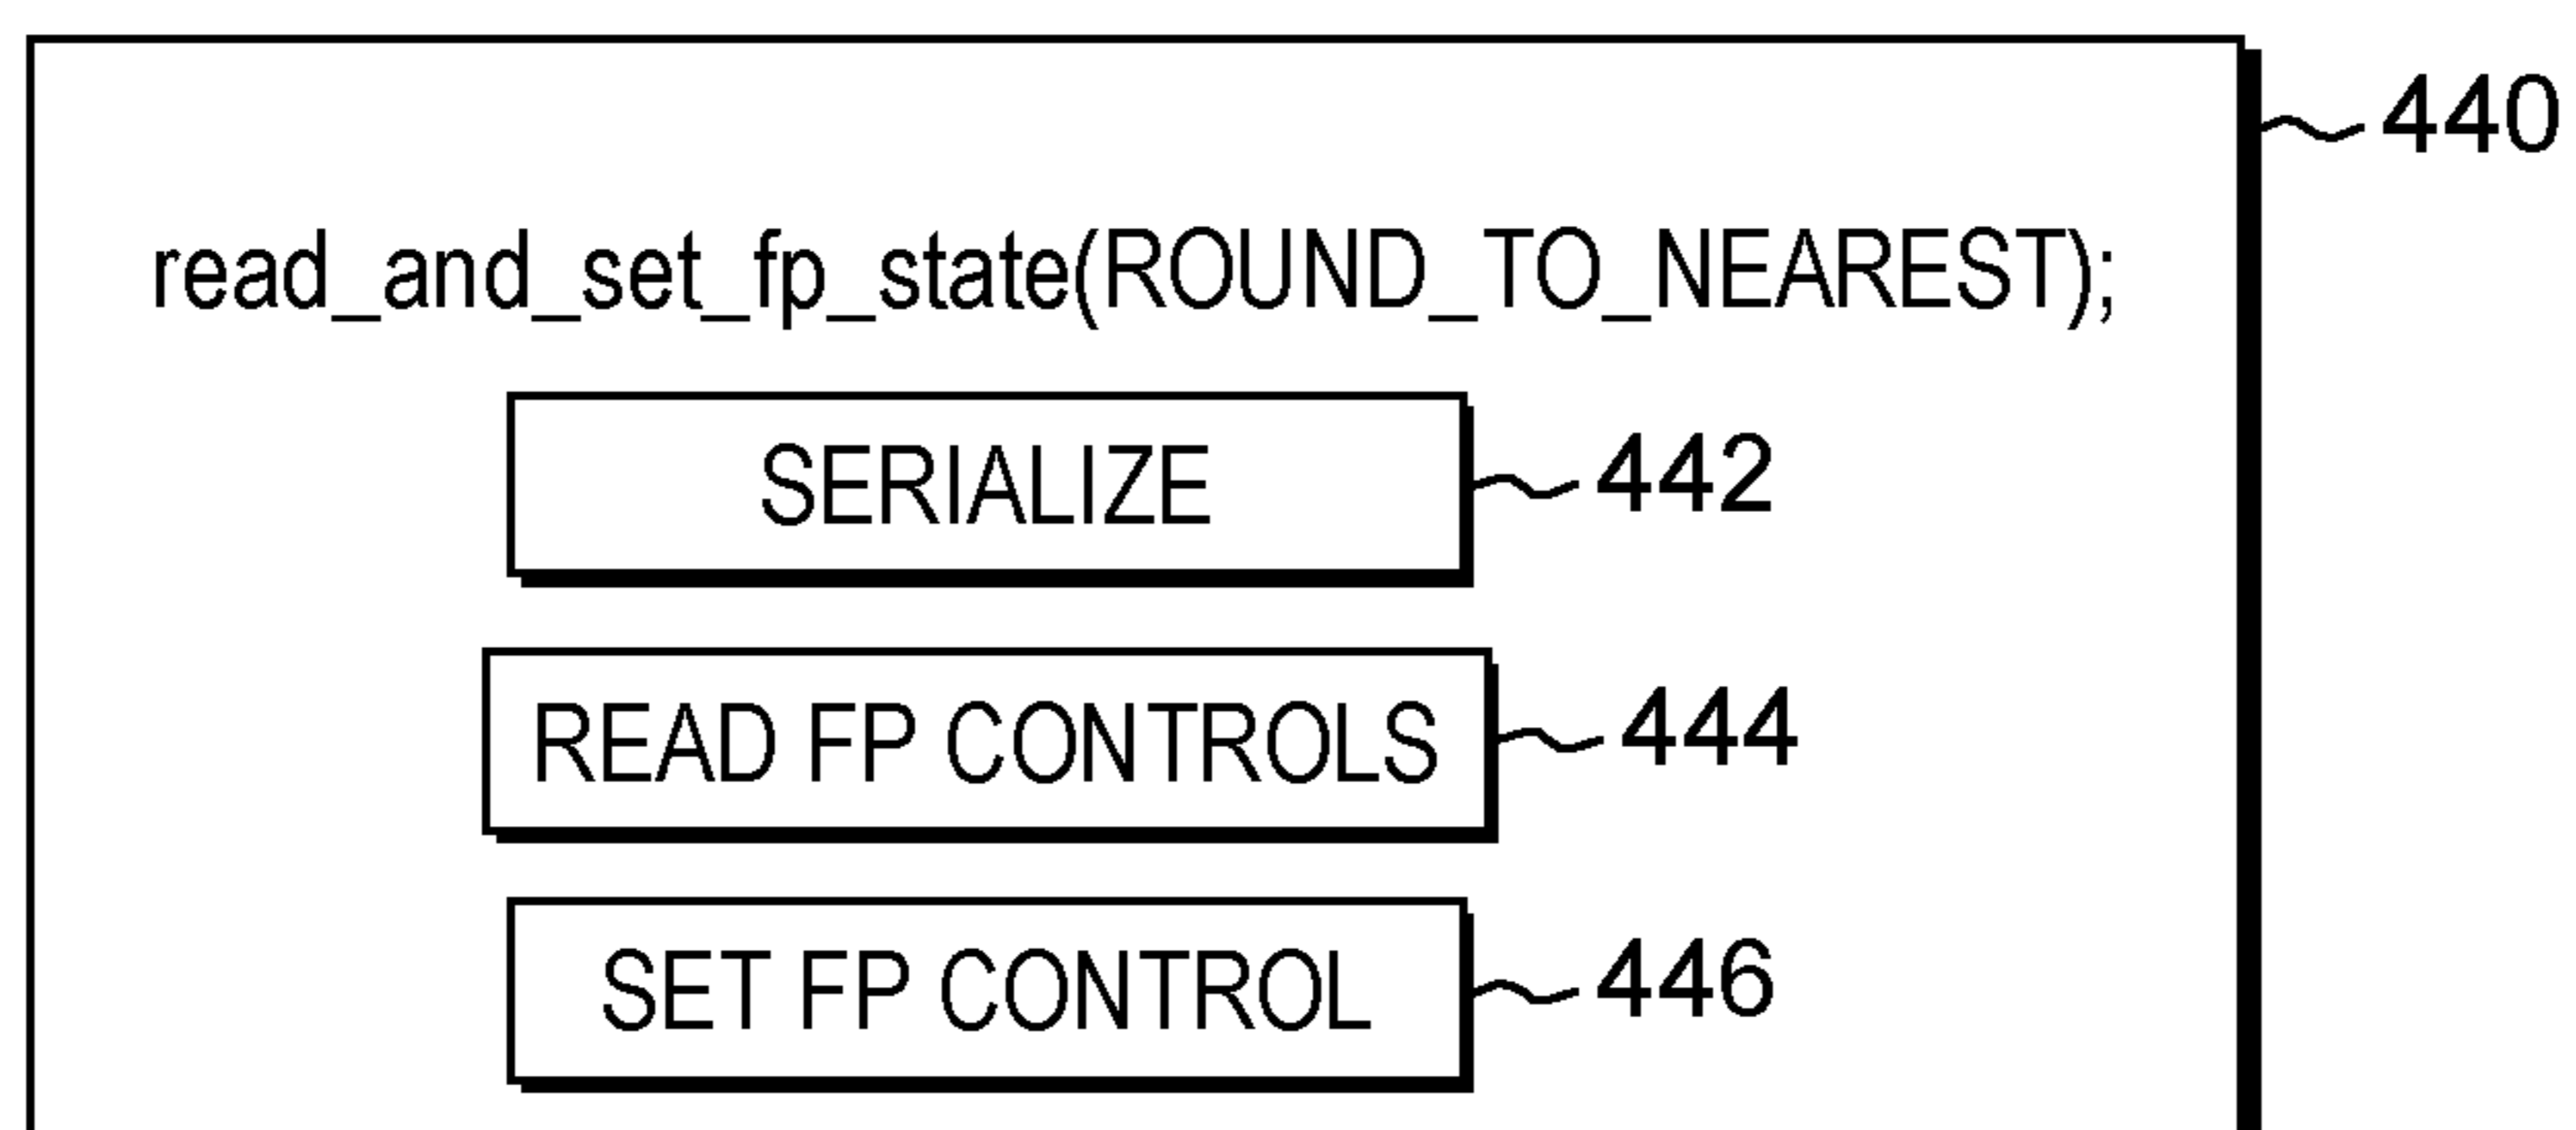 440
read_and_set_fp_state(ROUND_TO_NEAREST);
SERIALIZE 442
READ FP CONTROLS 444
SET FP CONTROL 446